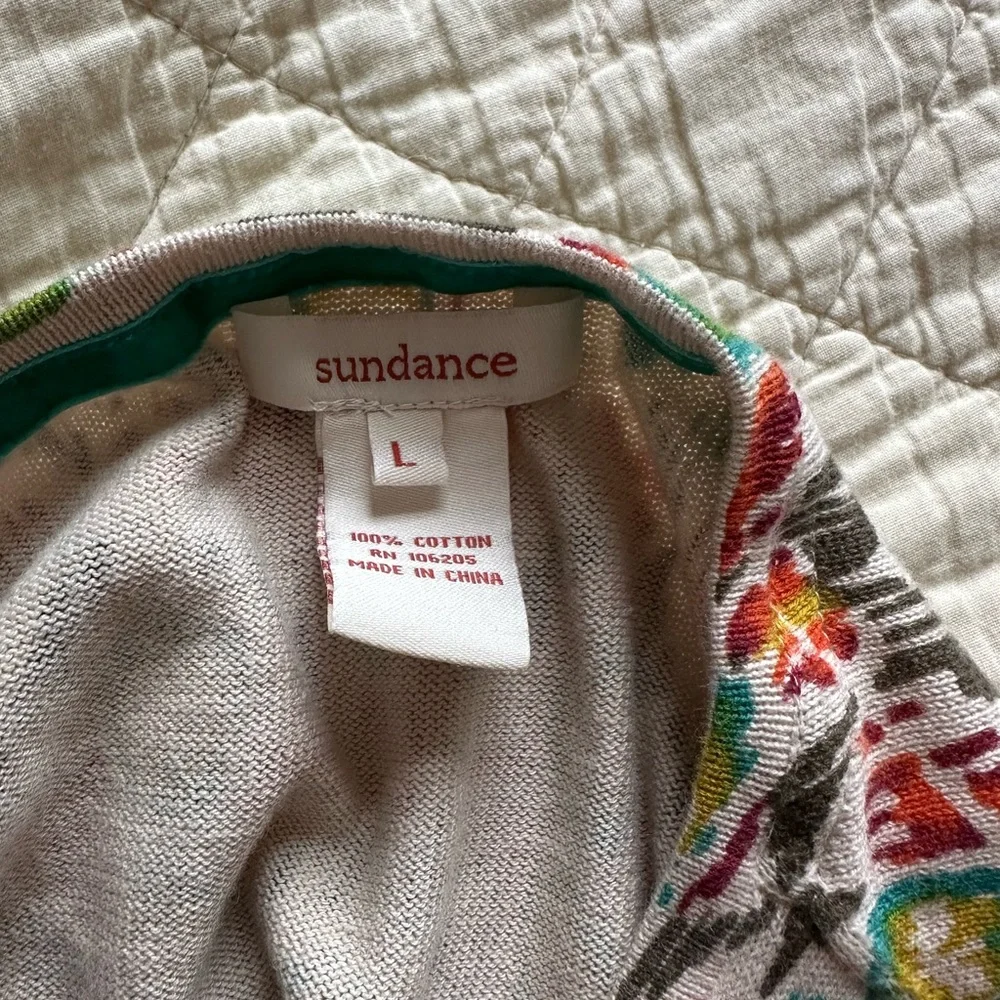 sundance
L
100% COTTON
RN 106205
MADE IN CHINA